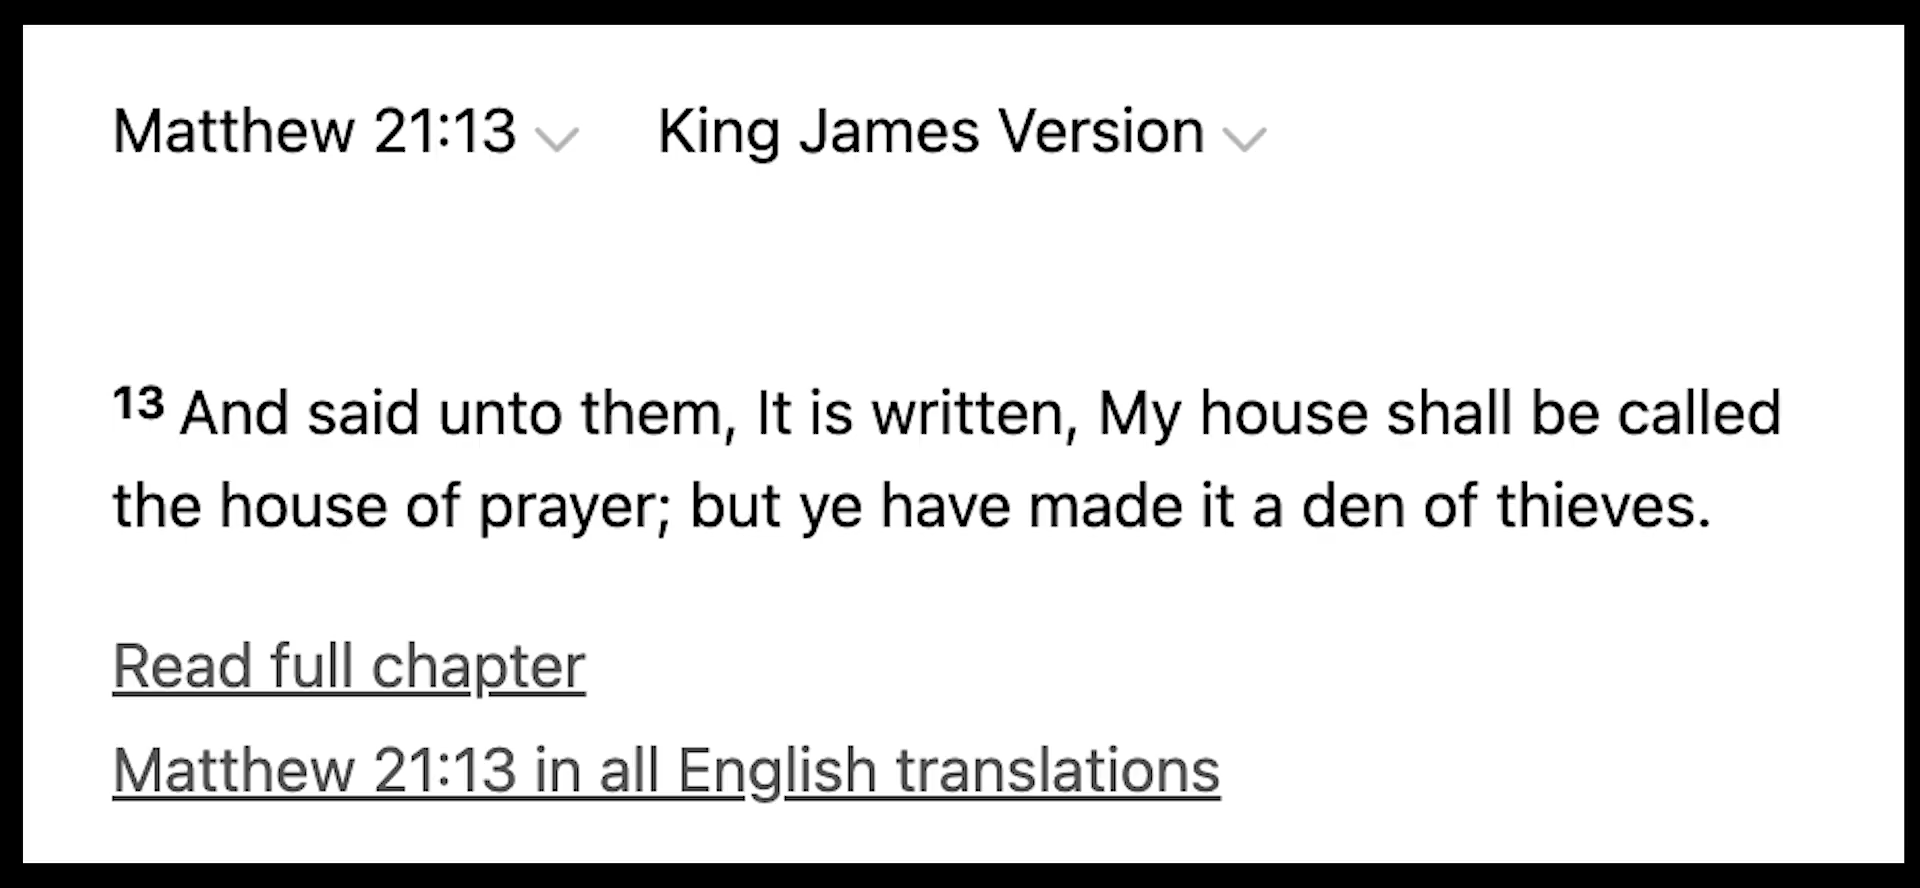 Matthew 21:13 King James Version
13 And said unto them, It is written, My house shall be called
the house of prayer; but ye have made it a den of thieves.
Read full chapter
Matthew 21:13 in all English translations